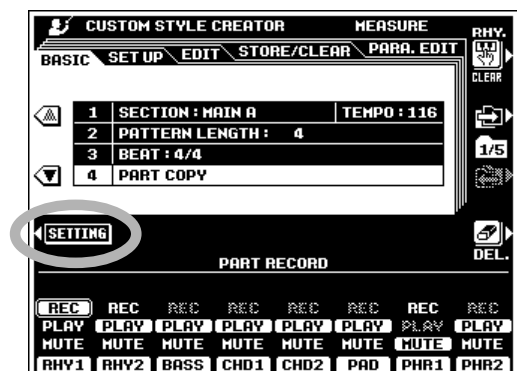 CUSTOM STYLE CREATOR MEASURE
RHY.
BASIC SET UP EDIT STORE/CLEAR PARA. EDIT
CLEAR
1 SECTION : MAIN A TEMPO : 116
2 PATTERN LENGTH : 4
3 BEAT : 4/4
1/5
4 PART COPY
SETTING
DEL.
PART RECORD
REC REC REC REC REC REC REC REC
PLAY PLAY PLAY PLAY PLAY PLAY PLAY PLAY
MUTE MUTE MUTE MUTE MUTE MUTE MUTE MUTE
RHY1 RHY2 BASS CHD1 CHD2 PAD PHR1 PHR2